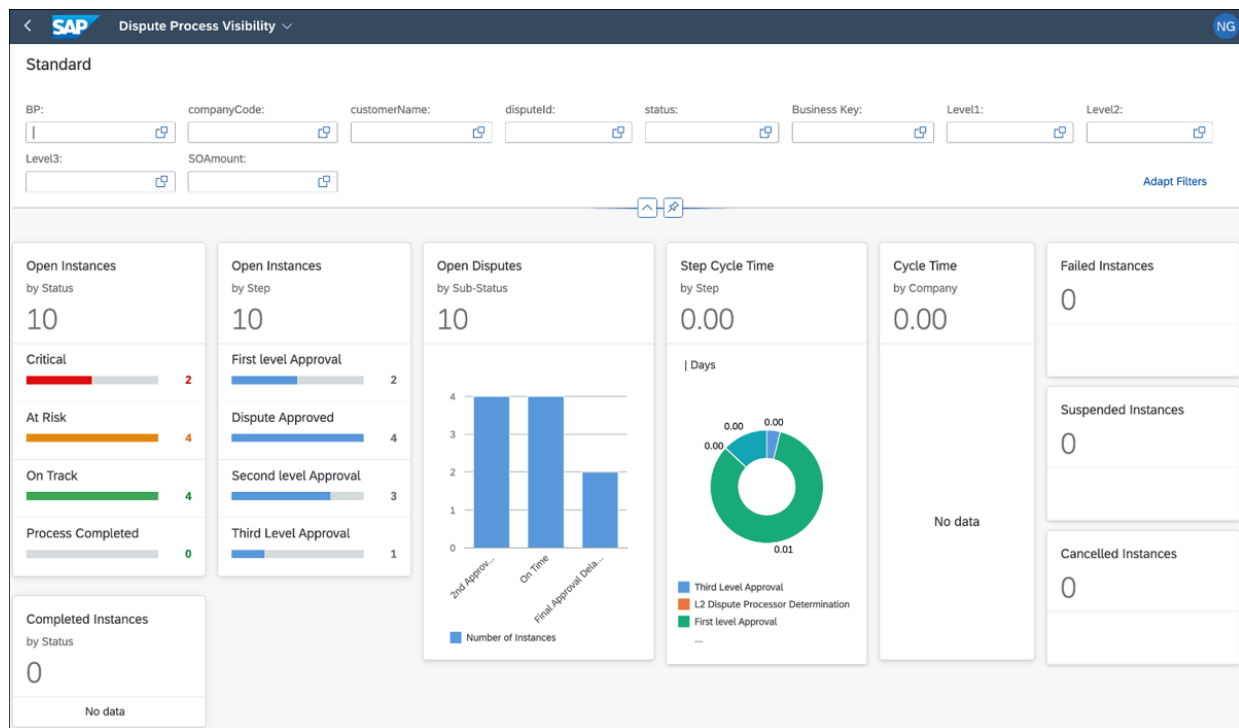 SAP Dispute Process Visibility NG
Standard
BP: companyCode: customerName: disputeId: status: Business Key: Level1: Level2:
Level3: SOAmount:
Adapt Filters
Open Instances
by Status
10
Critical
2
At Risk
4
On Track
4
Process Completed
0
Open Instances
by Step
10
First level Approval
2
Dispute Approved
4
Second level Approval
3
Third Level Approval
1
Open Disputes
by Sub-Status
10
4
3
2
1
0
2nd Approv...
On Time
Final Approval Dela...
Number of Instances
Step Cycle Time
by Step
0.00
| Days
0.00
0.00
0.00
0.01
Third Level Approval
L2 Dispute Processor Determination
First level Approval
...
Cycle Time
by Company
0.00
No data
Failed Instances
0
Suspended Instances
0
Cancelled Instances
0
Completed Instances
by Status
0
No data